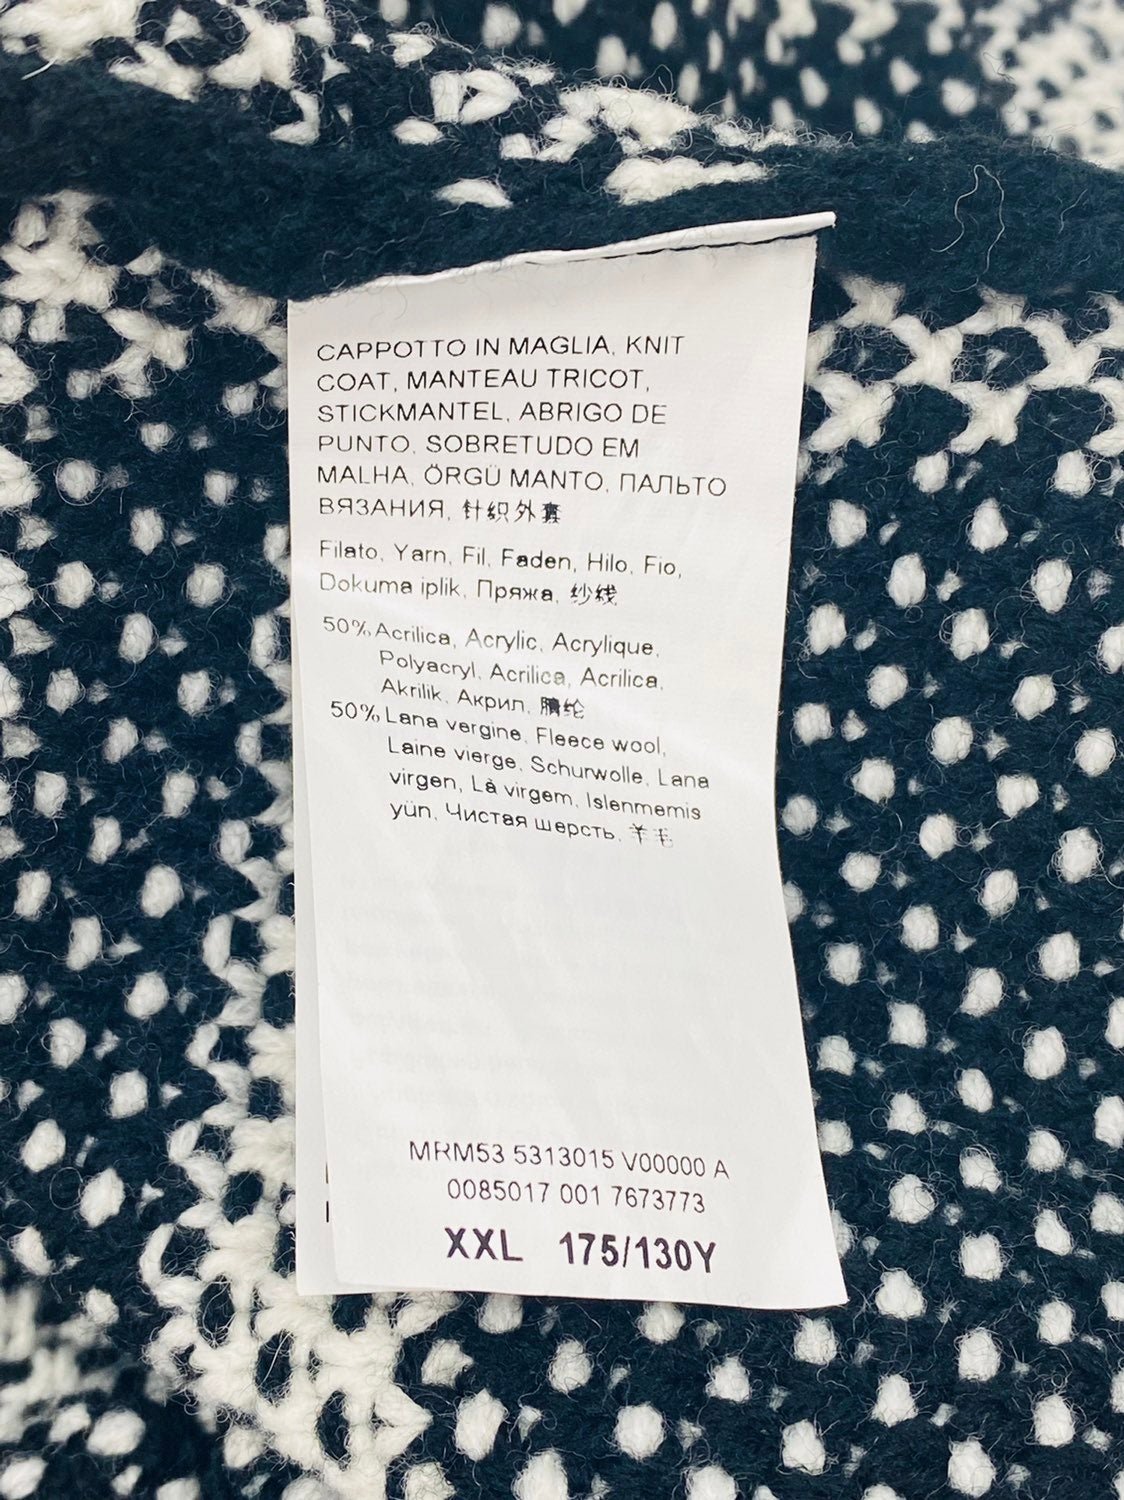 CAPPOTTO IN MAGLIA, KNIT
COAT, MANTEAU TRICOT,
STICKMANTEL, ABRIGO DE
PUNTO, SOBRETUDO EM
MALHA, ÖRGÜ MANTO, ПАЛЬТО
ВЯЗАНИЯ, 针织外套
Filato, Yarn, Fil, Faden, Hilo, Fio,
Dokuma iplik, Пряжа, 纱线
50% Acrilica, Acrylic, Acrylique,
Polyacryl, Acrilica, Acrilica,
Akrilik, Акрил, 腈纶
50% Lana vergine, Fleece wool,
Laine vierge, Schurwolle, Lana
virgen, Là virgem, Islenmemis
yün, Чистая шерсть, 羊毛
MRM53 5313015 V00000 A
0085017 001 7673773
XXL 175/130Y